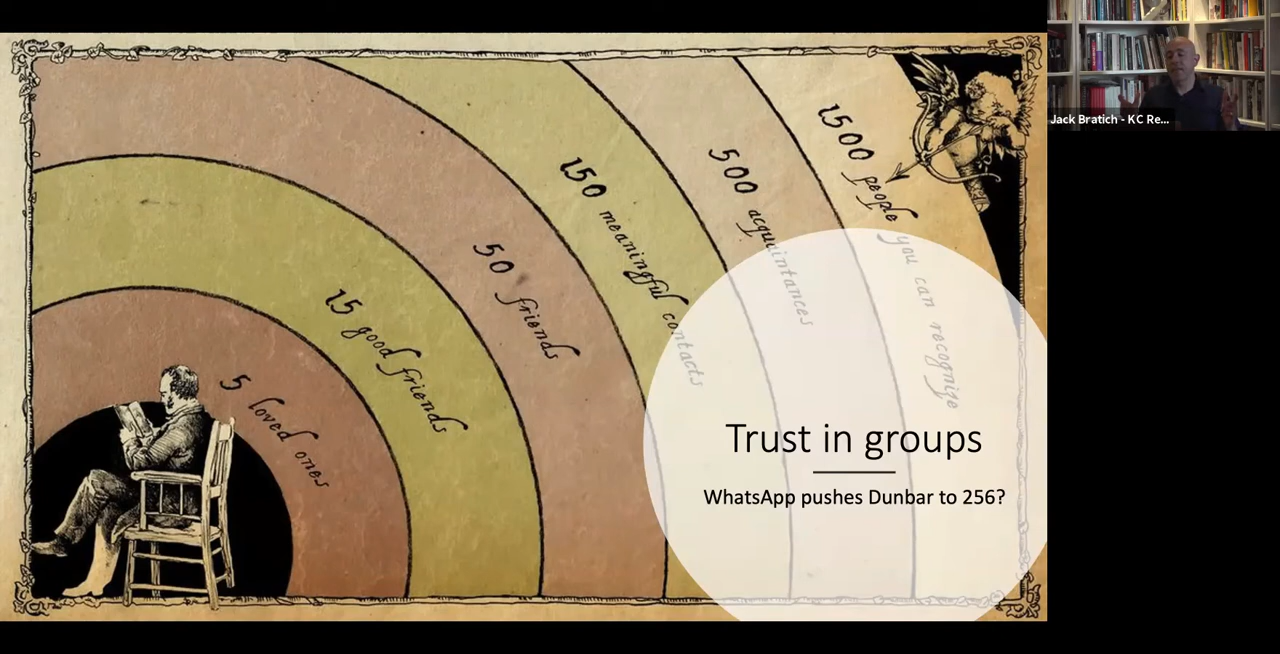 5 loved ones
15 good friends
50 friends
150 meaningful contacts
500 acquaintances
1500 people you can recognize
Trust in groups
WhatsApp pushes Dunbar to 256?
Jack Bratich - KC Re...